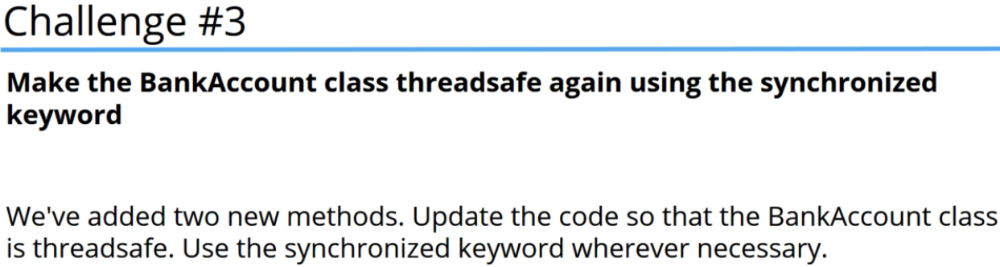 Challenge #3
Make the BankAccount class threadsafe again using the synchronized
keyword
We've added two new methods. Update the code so that the BankAccount class
is threadsafe. Use the synchronized keyword wherever necessary.